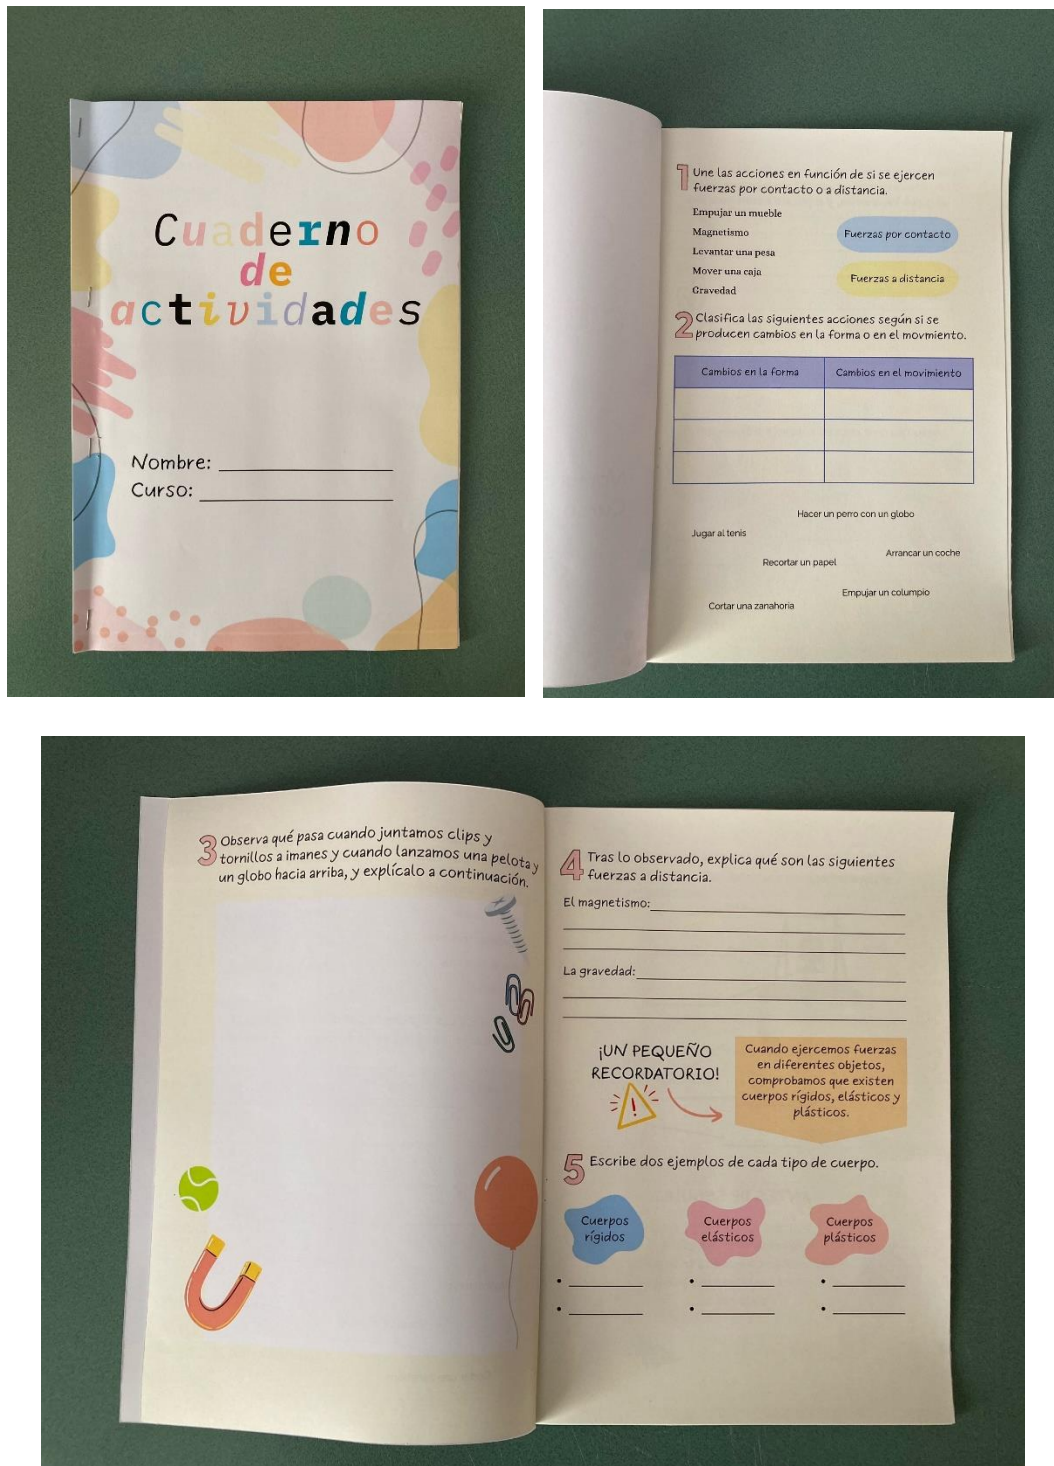 Cuaderno
de
actividades
Nombre:
Curso:
1 Une las acciones en función de si se ejercen
fuerzas por contacto o a distancia.
Empujar un mueble
Magnetismo
Levantar una pesa
Mover una caja
Gravedad
Fuerzas por contacto
Fuerzas a distancia
2 Clasifica las siguientes acciones según si se
producen cambios en la forma o en el movmiento.
Cambios en la forma
Cambios en el movimiento
Hacer un perro con un globo
Jugar al tenis
Arrancar un coche
Recortar un papel
Empujar un columpio
Cortar una zanahoria
3 Observa qué pasa cuando juntamos clips y
tornillos a imanes y cuando lanzamos una pelota y
un globo hacia arriba, y explícalo a continuación.
4 Tras lo observado, explica qué son las siguientes
fuerzas a distancia.
El magnetismo:
La gravedad:
¡UN PEQUEÑO
RECORDATORIO!
!
Cuando ejercemos fuerzas
en diferentes objetos,
comprobamos que existen
cuerpos rígidos, elásticos y
plásticos.
5 Escribe dos ejemplos de cada tipo de cuerpo.
Cuerpos
rígidos
Cuerpos
elásticos
Cuerpos
plásticos